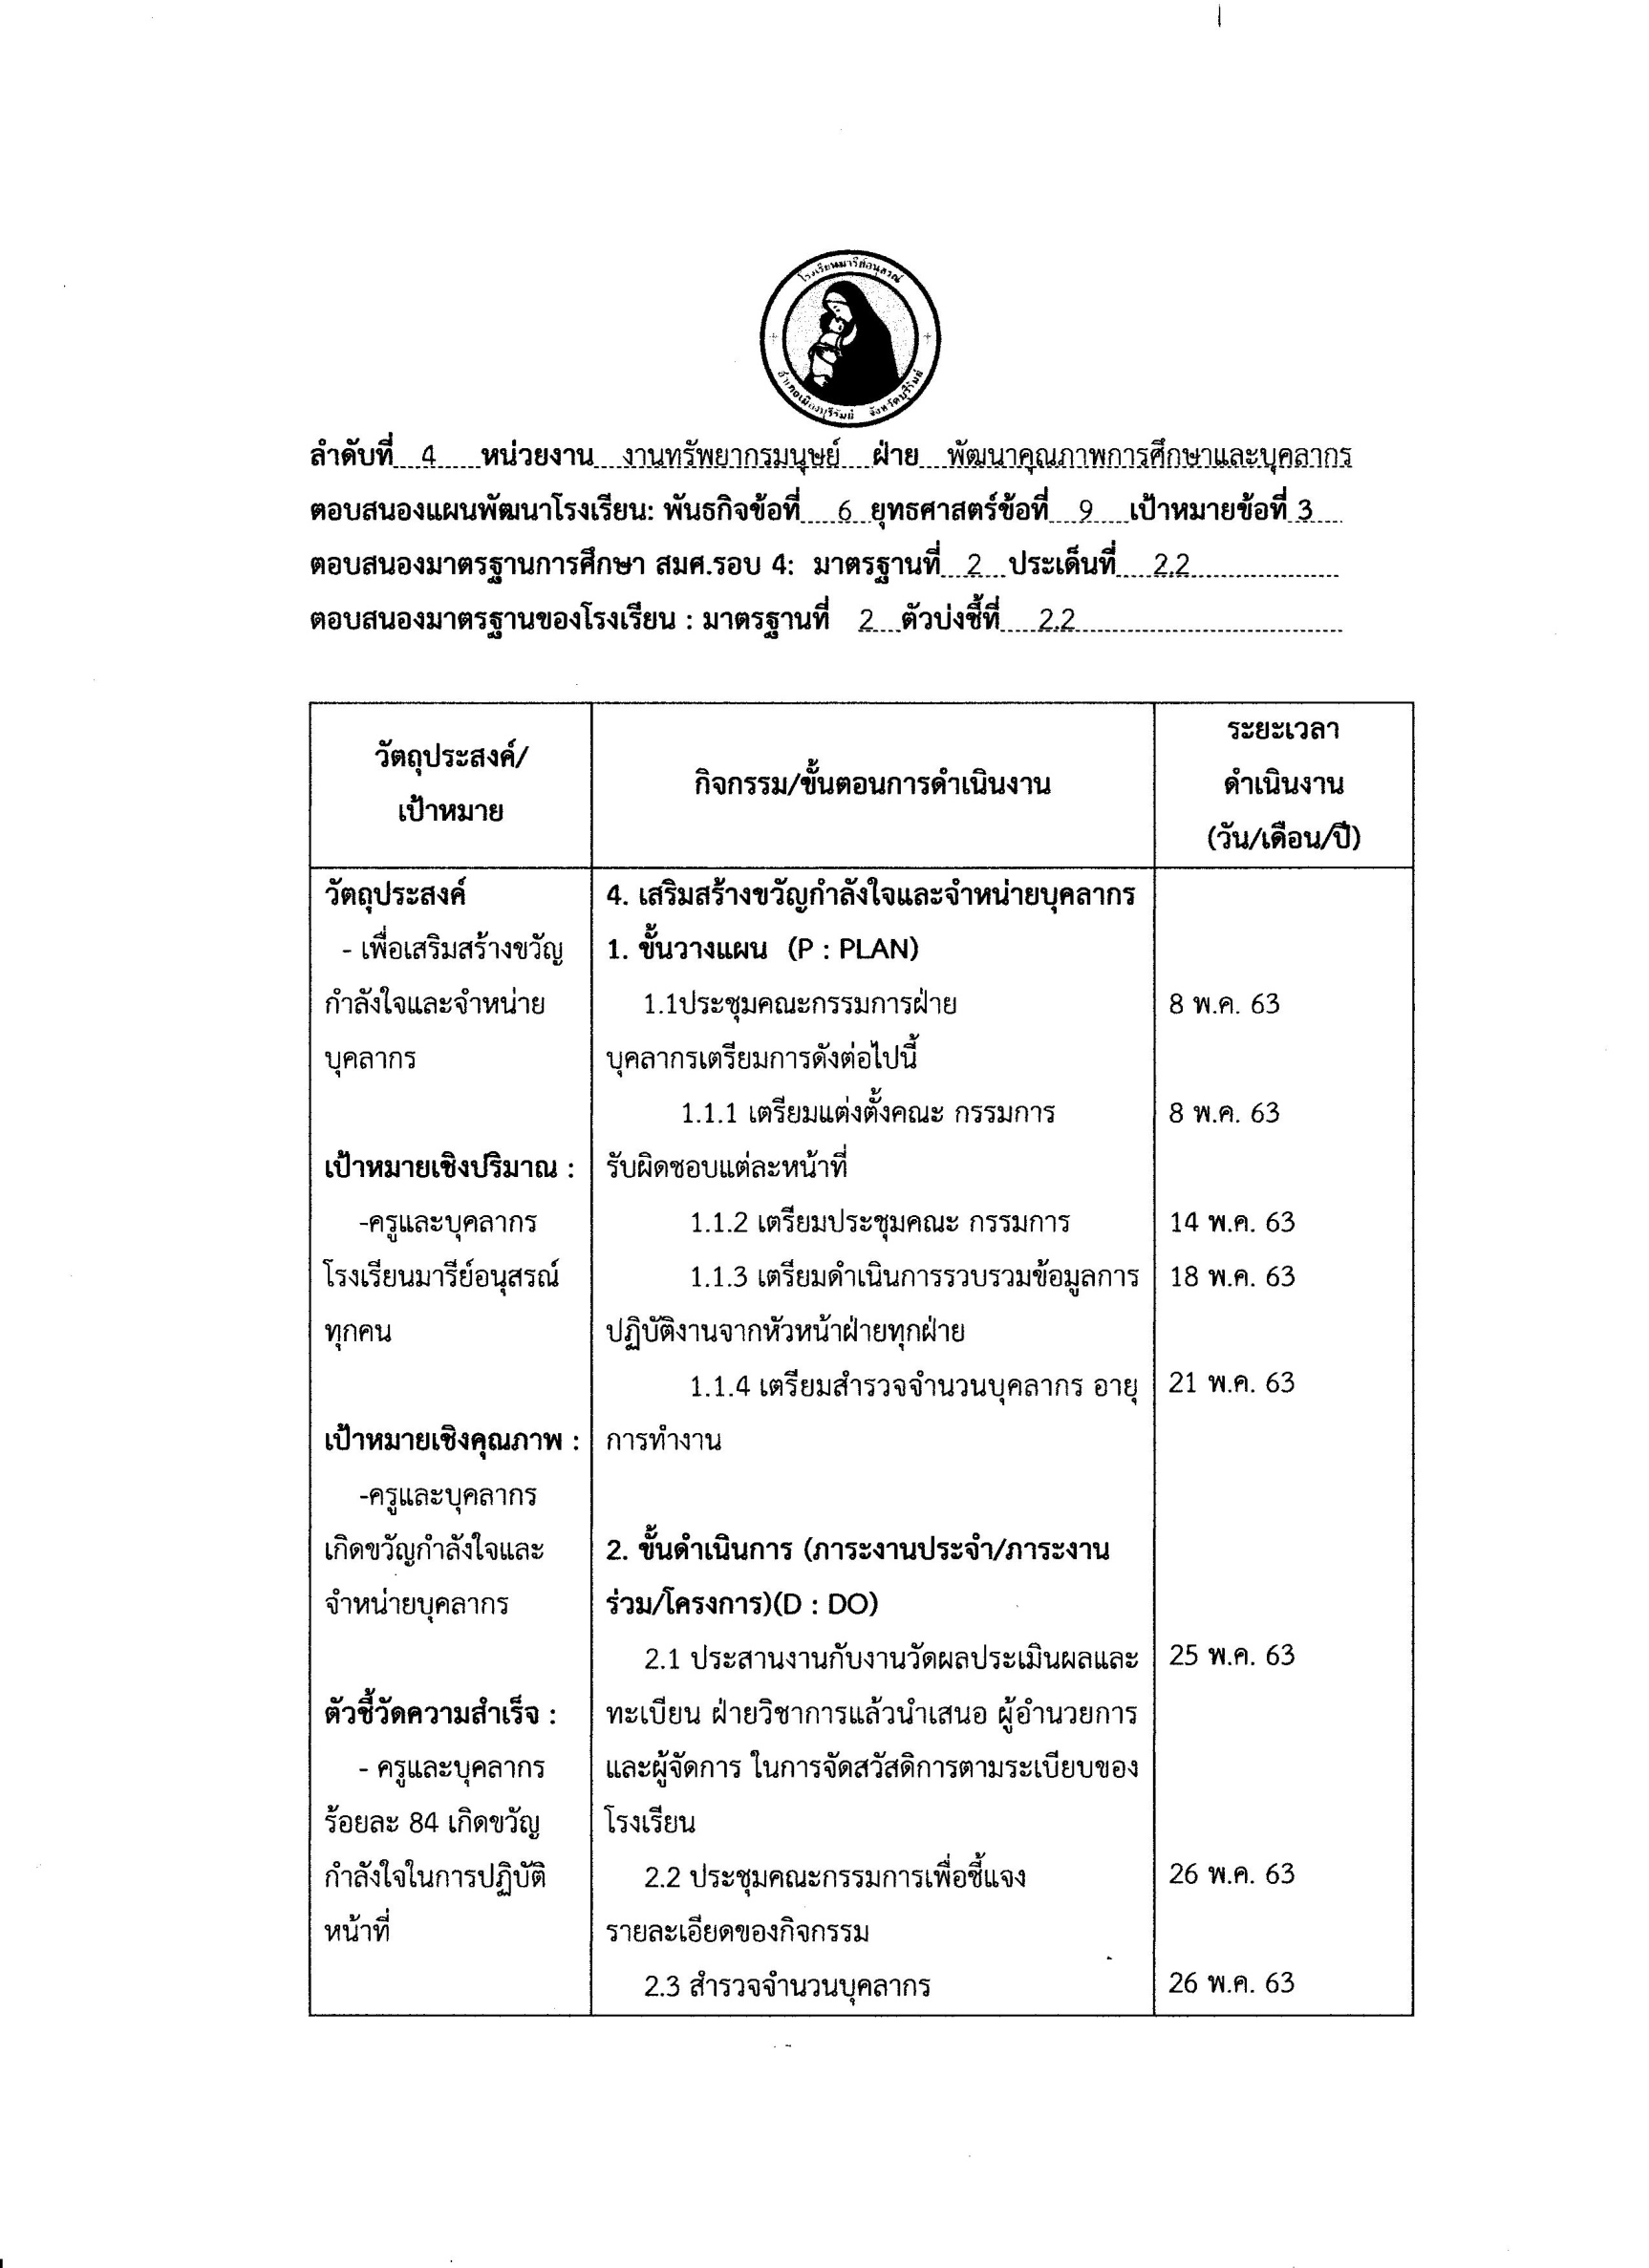 โรงเรียนมารีย์อนุสรณ์
อำเภอเมืองบุรีรัมย์ จังหวัดบุรีรัมย์
ลำดับที่ 4 หน่วยงาน งานทรัพยากรมนุษย์ ฝ่าย พัฒนาคุณภาพการศึกษาและบุคลากร
ตอบสนองแผนพัฒนาโรงเรียน: พันธกิจข้อที่ 6 ยุทธศาสตร์ข้อที่ 9 เป้าหมายข้อที่ 3
ตอบสนองมาตรฐานการศึกษา สมศ.รอบ 4: มาตรฐานที่ 2 ประเด็นที่ 2.2
ตอบสนองมาตรฐานของโรงเรียน : มาตรฐานที่ 2 ตัวบ่งชี้ที่ 2.2
วัตถุประสงค์/
เป้าหมาย
กิจกรรม/ขั้นตอนการดำเนินงาน
ระยะเวลา
ดำเนินงาน
(วัน/เดือน/ปี)
วัตถุประสงค์
- เพื่อเสริมสร้างขวัญ
กำลังใจและจำหน่าย
บุคลากร
เป้าหมายเชิงปริมาณ :
-ครูและบุคลากร
โรงเรียนมารีย์อนุสรณ์
ทุกคน
เป้าหมายเชิงคุณภาพ :
-ครูและบุคลากร
เกิดขวัญกำลังใจและ
จำหน่ายบุคลากร
ตัวชี้วัดความสำเร็จ :
- ครูและบุคลากร
ร้อยละ 84 เกิดขวัญ
กำลังใจในการปฏิบัติ
หน้าที่
4. เสริมสร้างขวัญกำลังใจและจำหน่ายบุคลากร
1. ขั้นวางแผน (P : PLAN)
1.1ประชุมคณะกรรมการฝ่าย
บุคลากรเตรียมการดังต่อไปนี้
1.1.1 เตรียมแต่งตั้งคณะ กรรมการ
รับผิดชอบแต่ละหน้าที่
1.1.2 เตรียมประชุมคณะ กรรมการ
1.1.3 เตรียมดำเนินการรวบรวมข้อมูลการ
ปฏิบัติงานจากหัวหน้าฝ่ายทุกฝ่าย
1.1.4 เตรียมสำรวจจำนวนบุคลากร อายุ
การทำงาน
2. ขั้นดำเนินการ (ภาระงานประจำ/ภาระงาน
ร่วม/โครงการ)(D : DO)
2.1 ประสานงานกับงานวัดผลประเมินผลและ
ทะเบียน ฝ่ายวิชาการแล้วนำเสนอ ผู้อำนวยการ
และผู้จัดการ ในการจัดสวัสดิการตามระเบียบของ
โรงเรียน
2.2 ประชุมคณะกรรมการเพื่อชี้แจง
รายละเอียดของกิจกรรม
2.3 สำรวจจำนวนบุคลากร
8 พ.ค. 63
8 พ.ค. 63
14 พ.ค. 63
18 พ.ค. 63
21 พ.ค. 63
25 พ.ค. 63
26 พ.ค. 63
26 พ.ค. 63